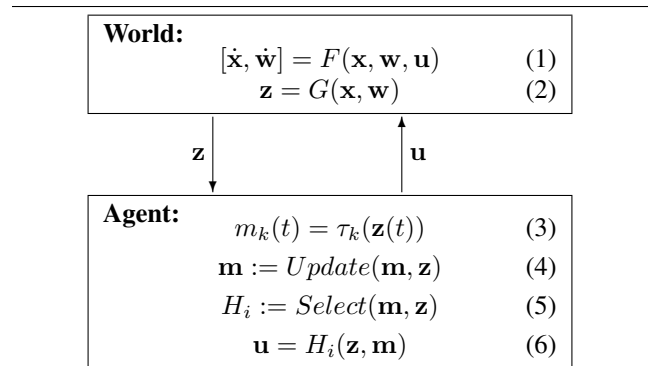 World:
[ẋ, ẇ] = F(x, w, u) (1)
z = G(x, w) (2)
z u
Agent:
m_k(t) = τ_k(z(t)) (3)
m := Update(m, z) (4)
H_i := Select(m, z) (5)
u = H_i(z, m) (6)